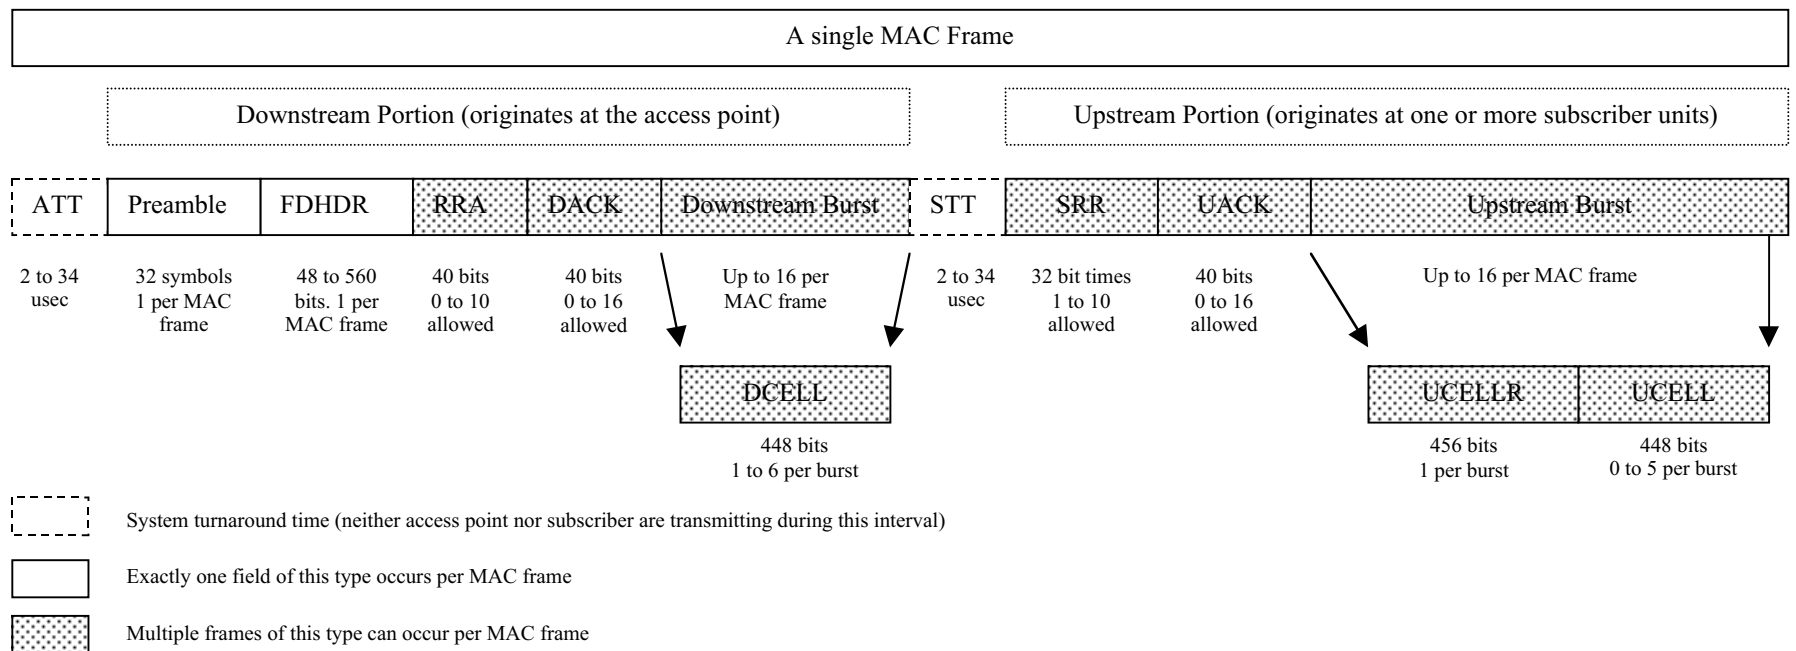 A single MAC Frame
Downstream Portion (originates at the access point)
Upstream Portion (originates at one or more subscriber units)
ATT
Preamble
FDHDR
RRA
DACK
Downstream Burst
STT
SRR
UACK
Upstream Burst
2 to 34
usec
32 symbols
1 per MAC
frame
48 to 560
bits. 1 per
MAC frame
40 bits
0 to 10
allowed
40 bits
0 to 16
allowed
Up to 16 per
MAC frame
2 to 34
usec
32 bit times
1 to 10
allowed
40 bits
0 to 16
allowed
Up to 16 per MAC frame
DCELL
448 bits
1 to 6 per burst
UCELLR
456 bits
1 per burst
UCELL
448 bits
0 to 5 per burst
System turnaround time (neither access point nor subscriber are transmitting during this interval)
Exactly one field of this type occurs per MAC frame
Multiple frames of this type can occur per MAC frame